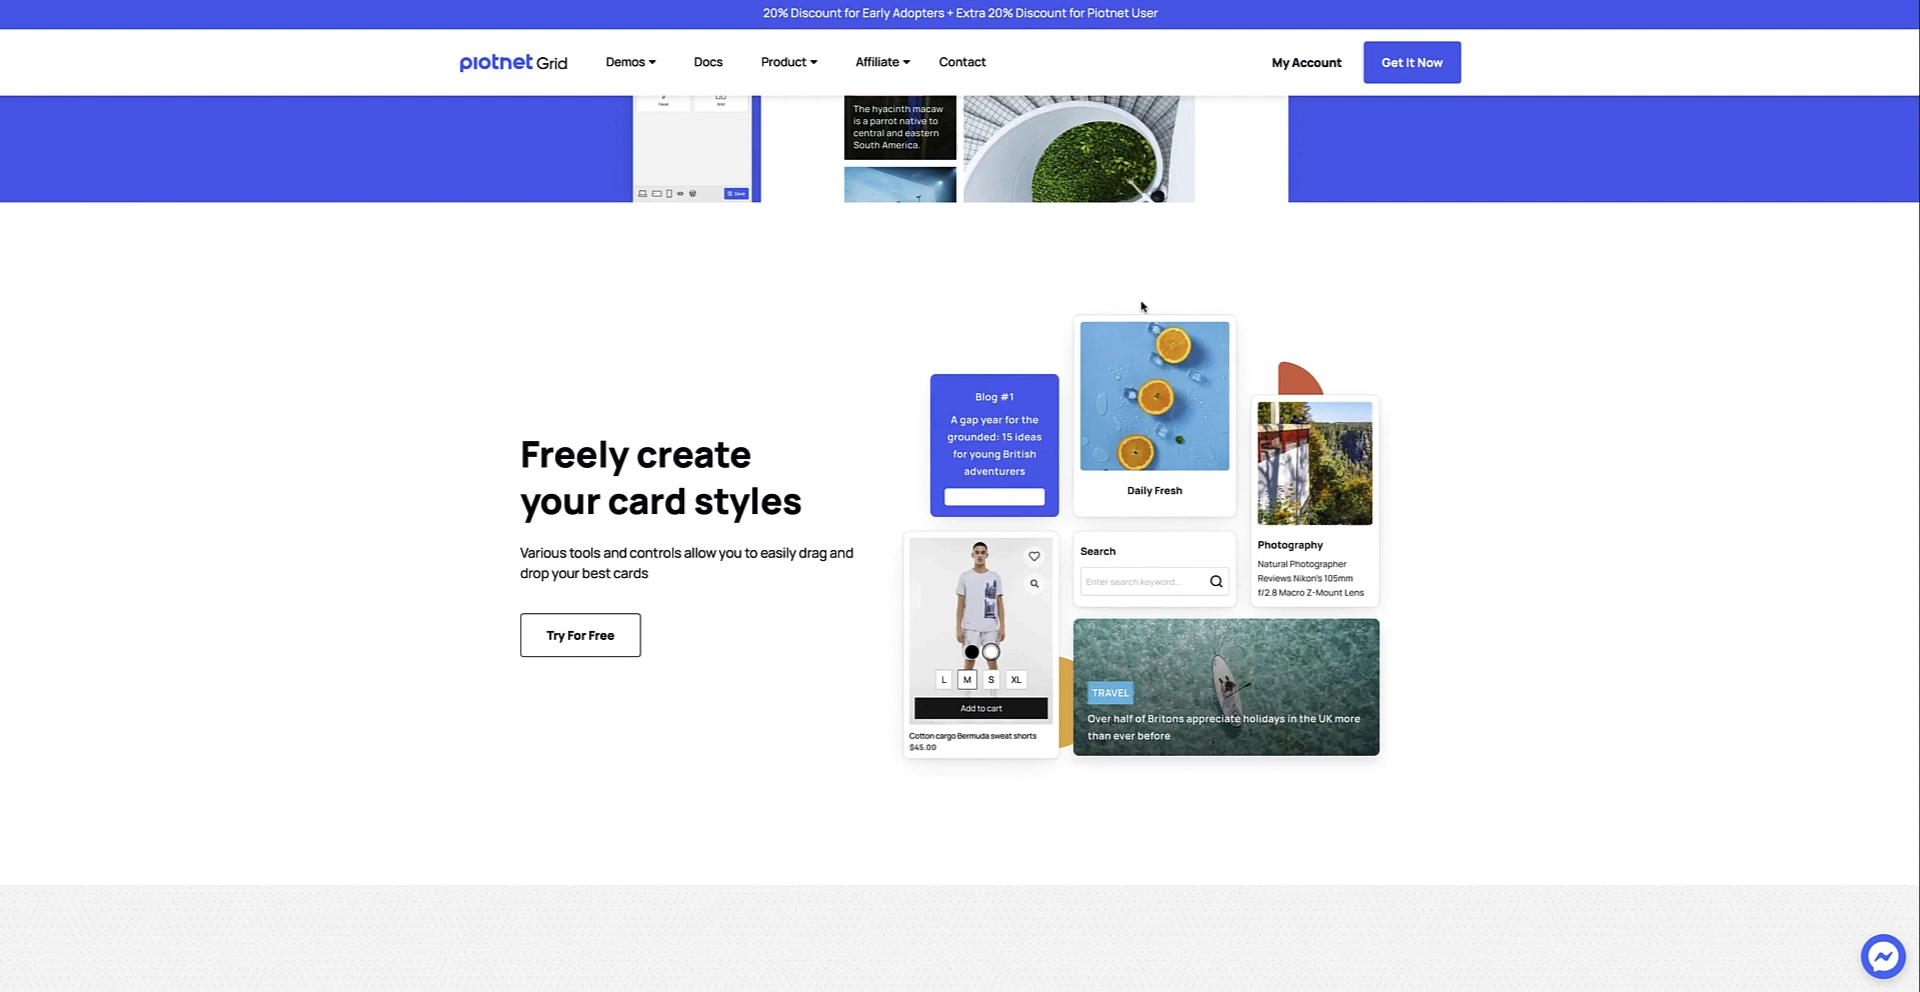 20% Discount for Early Adopters + Extra 20% Discount for Piotnet User
piotnet Grid
Demos
Docs
Product
Affiliate
Contact
My Account
Get It Now
Facet
Grid
Save
The hyacinth macaw
is a parrot native to
central and eastern
South America.
Freely create
your card styles
Various tools and controls allow you to easily drag and
drop your best cards
Try For Free
Blog #1
A gap year for the
grounded: 15 ideas
for young British
adventurers
Daily Fresh
Photography
Natural Photographer
Reviews Nikon's 105mm
f/2.8 Macro Z-Mount Lens
Search
Enter search keyword...
L M S XL
Add to cart
Cotton cargo Bermuda sweat shorts
$45.00
TRAVEL
Over half of Britons appreciate holidays in the UK more
than ever before